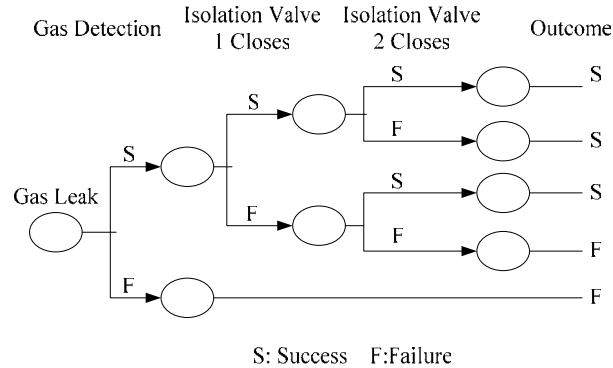 Gas Detection
Isolation Valve
1 Closes
Isolation Valve
2 Closes
Outcome
S
S
S
F
S
S
Gas Leak
S
S
F
F
F
F
F
S: Success F:Failure